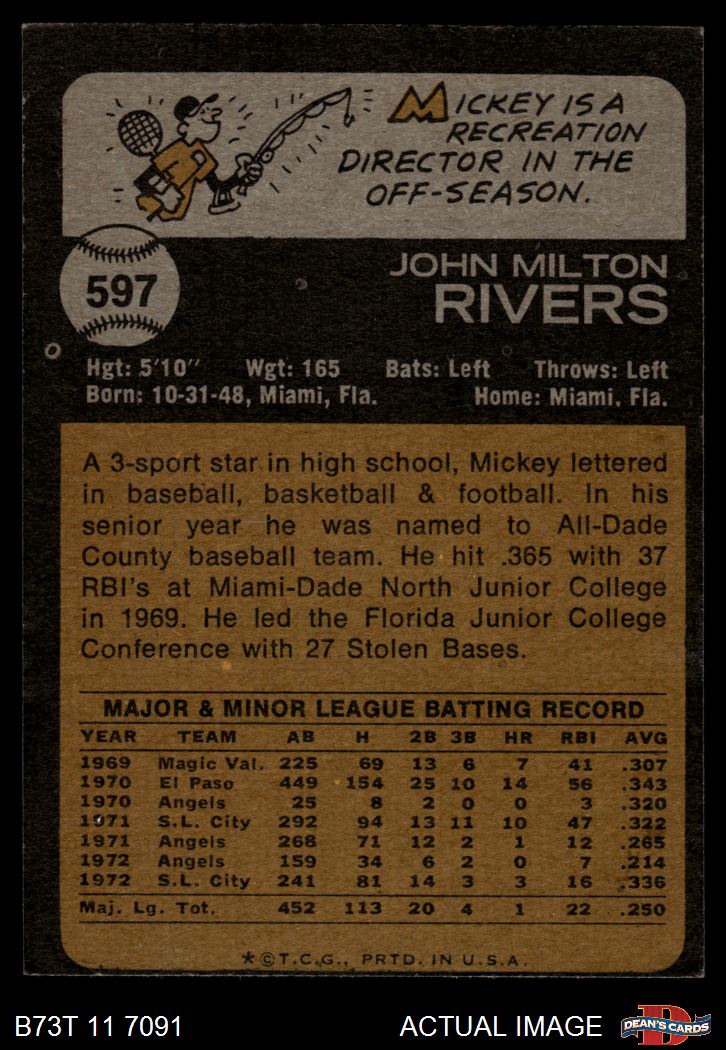 MICKEY IS A
RECREATION
DIRECTOR IN THE
OFF-SEASON.
597
JOHN MILTON
RIVERS
Hgt: 5'10" Wgt: 165 Bats: Left Throws: Left
Born: 10-31-48, Miami, Fla. Home: Miami. Fla.
A 3-sport star in high school, Mickey lettered
in baseball, basketball & football. In his
senior year he was named to All-Dade
County baseball team. He hit .365 with 37
RBI's at Miami-Dade North Junior College
in 1969. He led the Florida Junior College
Conference with 27 Stolen Bases.
MAJOR & MINOR LEAGUE BATTING RECORD
YEAR TEAM AB H 2B 3B HR RBI AVG
1969 Magic Val. 225 69 13 6 7 41 .307
1970 El Paso 449 154 25 10 14 56 .343
1970 Angels 25 8 2 0 0 3 .320
1971 S.L. City 292 94 13 11 10 47 .322
1971 Angels 268 71 12 2 1 12 .265
1972 Angels 159 34 6 2 0 7 .214
1972 S.L. City 241 81 14 3 3 16 .336
Maj. Lg. Tot. 452 113 20 4 1 22 .250
*©T.C.G., PRTD. IN U.S.A.
B73T 11 7091 ACTUAL IMAGE
D
DEAN'S CARDS